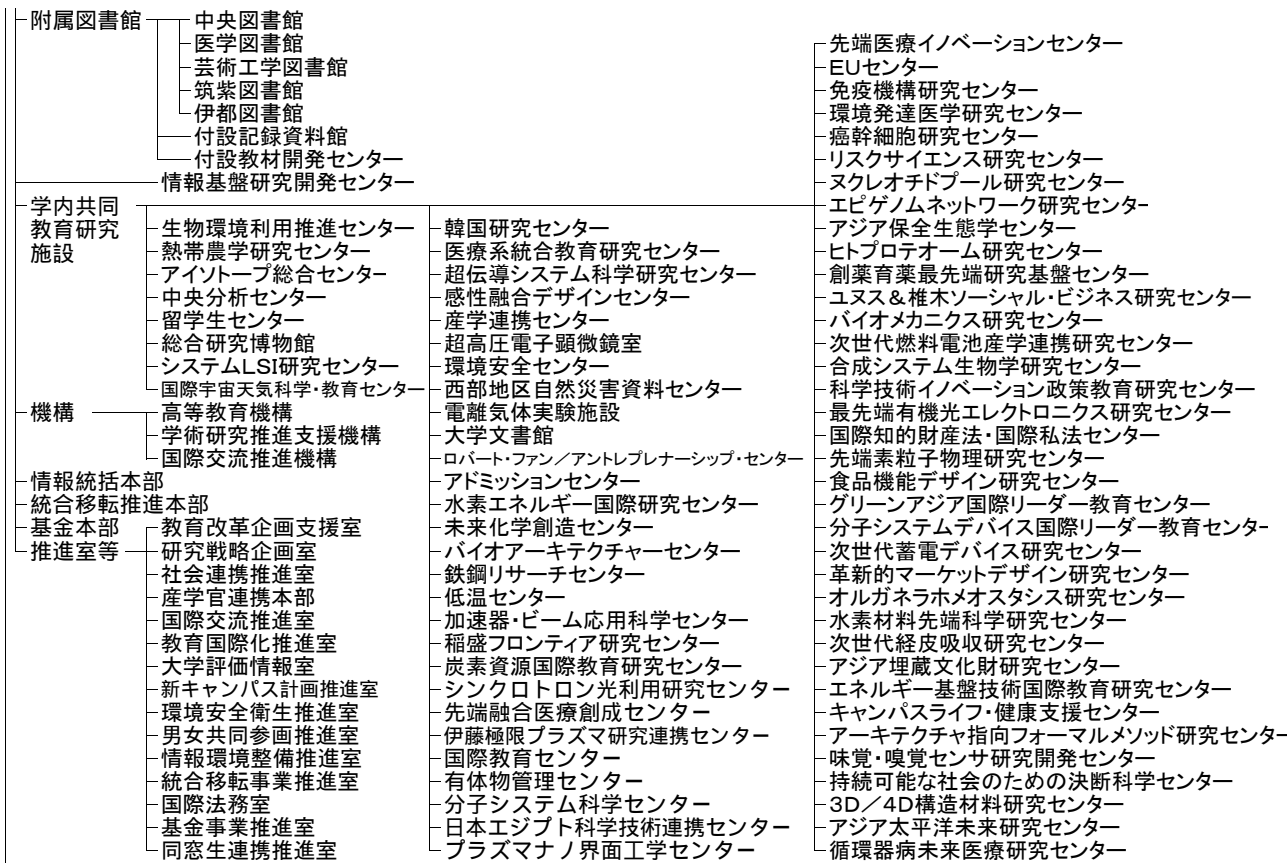 附属図書館
中央図書館
医学図書館
芸術工学図書館
筑紫図書館
伊都図書館
付設記録資料館
付設教材開発センター
情報基盤研究開発センター
学内共同
教育研究
施設
生物環境利用推進センター
熱帯農学研究センター
アイソトープ総合センター
中央分析センター
留学生センター
総合研究博物館
システムLSI研究センター
国際宇宙天気科学・教育センター
韓国研究センター
医療系統合教育研究センター
超伝導システム科学研究センター
感性融合デザインセンター
産学連携センター
超高圧電子顕微鏡室
環境安全センター
西部地区自然災害資料センター
電離気体実験施設
大学文書館
ロバート・ファン／アントレプレナーシップ・センター
アドミッションセンター
水素エネルギー国際研究センター
未来化学創造センター
バイオアーキテクチャーセンター
鉄鋼リサーチセンター
低温センター
加速器・ビーム応用科学センター
稲盛フロンティア研究センター
炭素資源国際教育研究センター
シンクロトロン光利用研究センター
先端融合医療創成センター
伊藤極限プラズマ研究連携センター
国際教育センター
有体物管理センター
分子システム科学センター
日本エジプト科学技術連携センター
プラズマナノ界面工学センター
先端医療イノベーションセンター
EUセンター
免疫機構研究センター
環境発達医学研究センター
癌幹細胞研究センター
リスクサイエンス研究センター
ヌクレオチドプール研究センター
エピゲノムネットワーク研究センター
アジア保全生態学センター
ヒトプロテオーム研究センター
創薬育薬最先端研究基盤センター
ユヌス＆椎木ソーシャル・ビジネス研究センター
バイオメカニクス研究センター
次世代燃料電池産学連携研究センター
合成システム生物学研究センター
科学技術イノベーション政策教育研究センター
最先端有機光エレクトロニクス研究センター
国際知的財産法・国際私法センター
先端素粒子物理研究センター
食品機能デザイン研究センター
グリーンアジア国際リーダー教育センター
分子システムデバイス国際リーダー教育センター
次世代蓄電デバイス研究センター
革新的マーケットデザイン研究センター
オルガネラホメオスタシス研究センター
水素材料先端科学研究センター
次世代経皮吸収研究センター
アジア埋蔵文化財研究センター
エネルギー基盤技術国際教育研究センター
キャンパスライフ・健康支援センター
アーキテクチャ指向フォーマルメソッド研究センター
味覚・嗅覚センサ研究開発センター
持続可能な社会のための決断科学センター
3D／4D構造材料研究センター
アジア太平洋未来研究センター
循環器病未来医療研究センター
機構
高等教育機構
学術研究推進支援機構
国際交流推進機構
情報統括本部
統合移転推進本部
基金本部
推進室等
教育改革企画支援室
研究戦略企画室
社会連携推進室
産学官連携本部
国際交流推進室
教育国際化推進室
大学評価情報室
新キャンパス計画推進室
環境安全衛生推進室
男女共同参画推進室
情報環境整備推進室
統合移転事業推進室
国際法務室
基金事業推進室
同窓生連携推進室